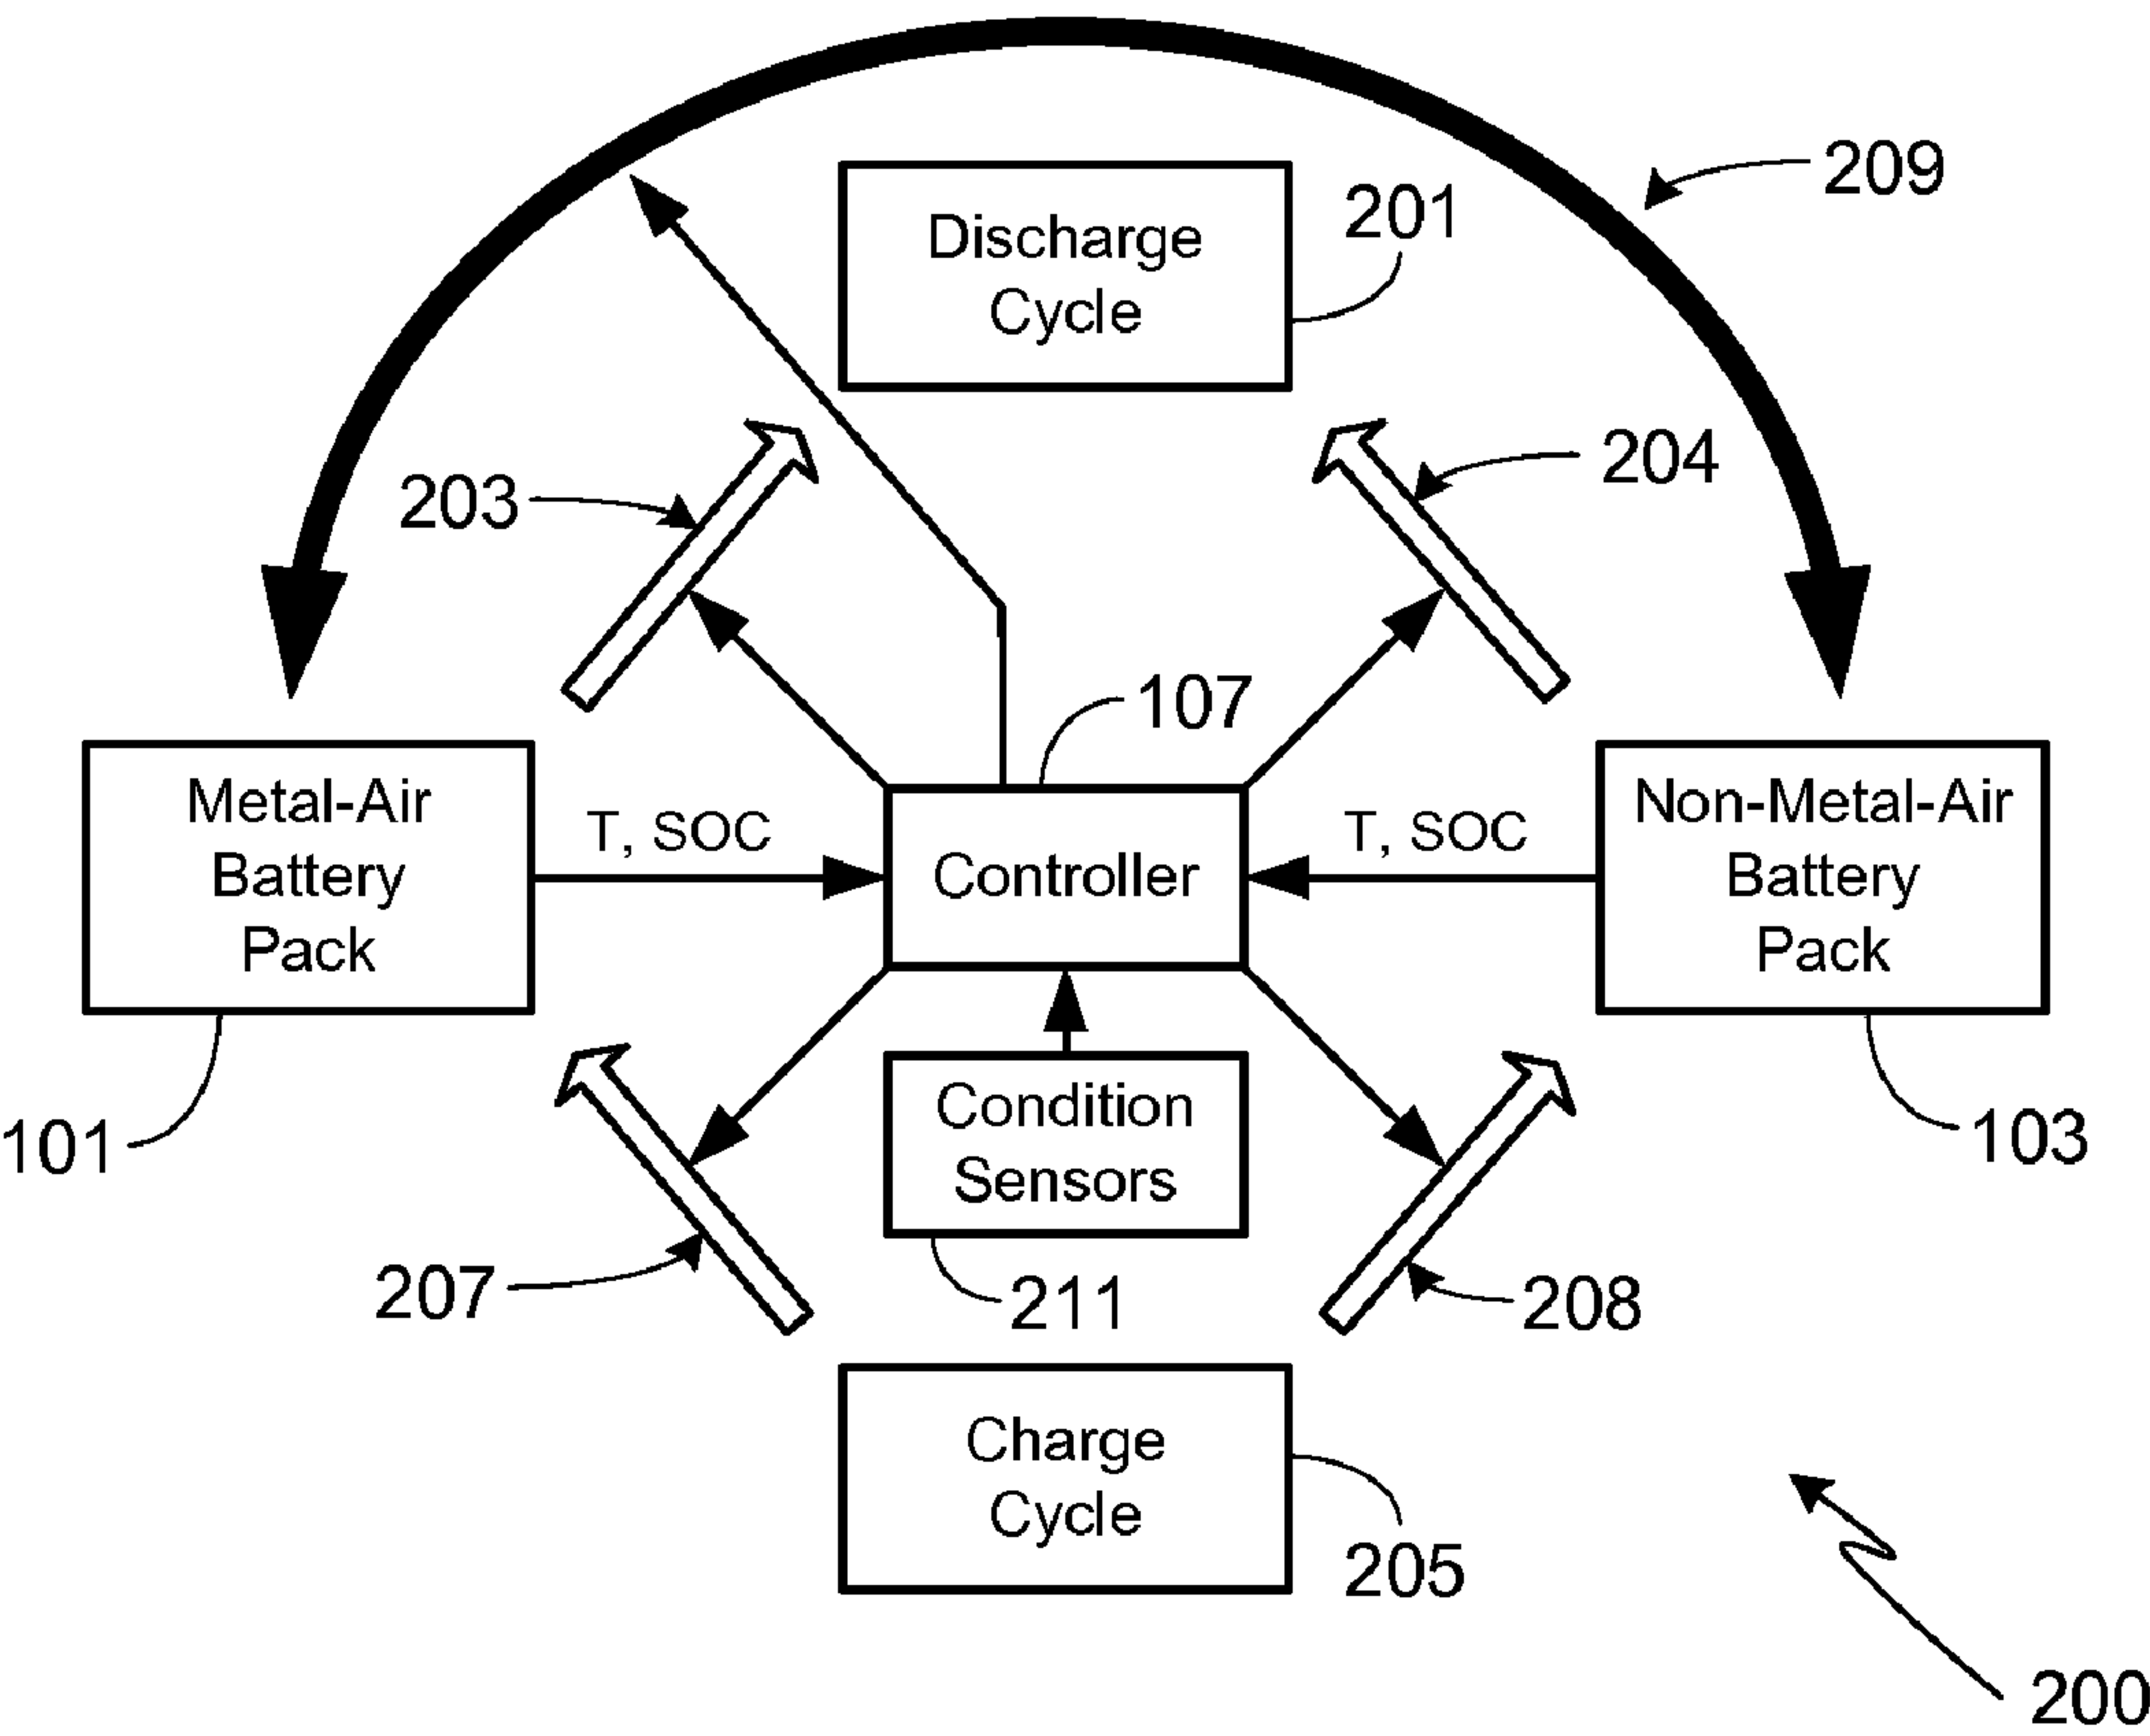 209
201
Discharge
Cycle
204
203
107
Metal-Air
Battery
Pack
T, SOC
Controller
T, SOC
Non-Metal-Air
Battery
Pack
101
Condition
Sensors
103
207
211
208
Charge
Cycle
205
200